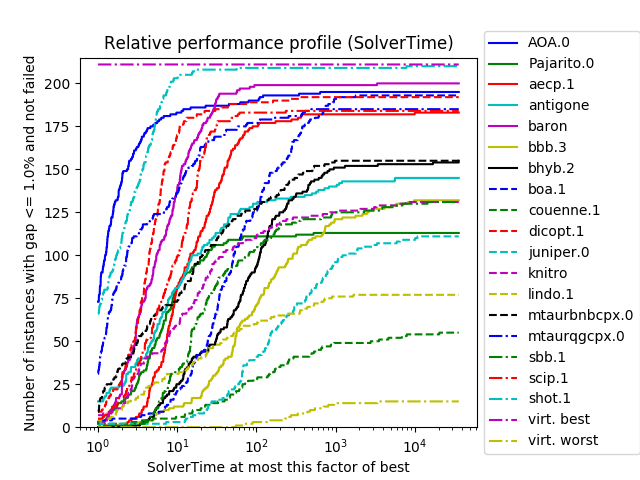 Relative performance profile (SolverTime)
Number of instances with gap <= 1.0% and not failed
200
175
150
125
100
75
50
25
0
10^0
10^1
10^2
10^3
10^4
SolverTime at most this factor of best
AOA.0
Pajarito.0
aecp.1
antigone
baron
bbb.3
bhyb.2
boa.1
couenne.1
dicopt.1
juniper.0
knitro
lindo.1
mtaurbnbcpx.0
mtaurqgcpx.0
sbb.1
scip.1
shot.1
virt. best
virt. worst